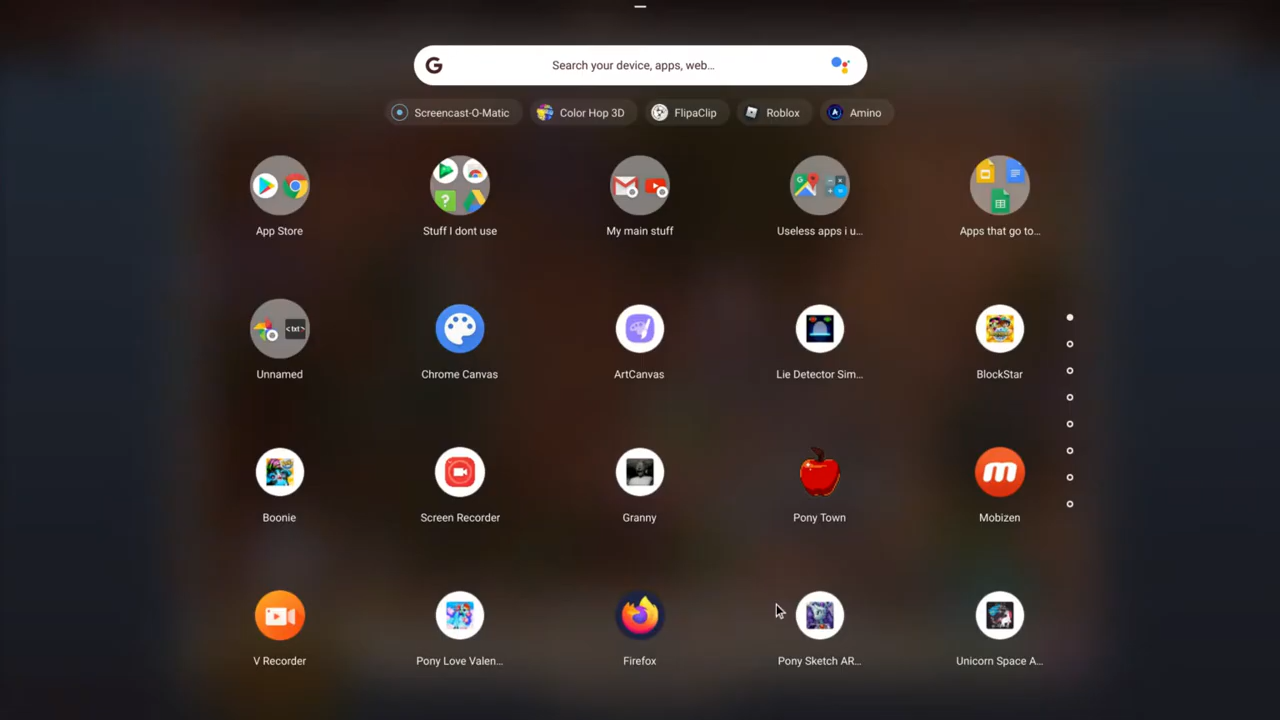 Search your device, apps, web...
Screencast-O-Matic
Color Hop 3D
FlipaClip
Roblox
Amino
App Store
Stuff I dont use
My main stuff
Useless apps i u...
Apps that go to...
<txt>
Unnamed
Chrome Canvas
ArtCanvas
Lie Detector Sim...
BlockStar
Boonie
Screen Recorder
Granny
Pony Town
Mobizen
V Recorder
Pony Love Valen...
Firefox
Pony Sketch AR...
Unicorn Space A...